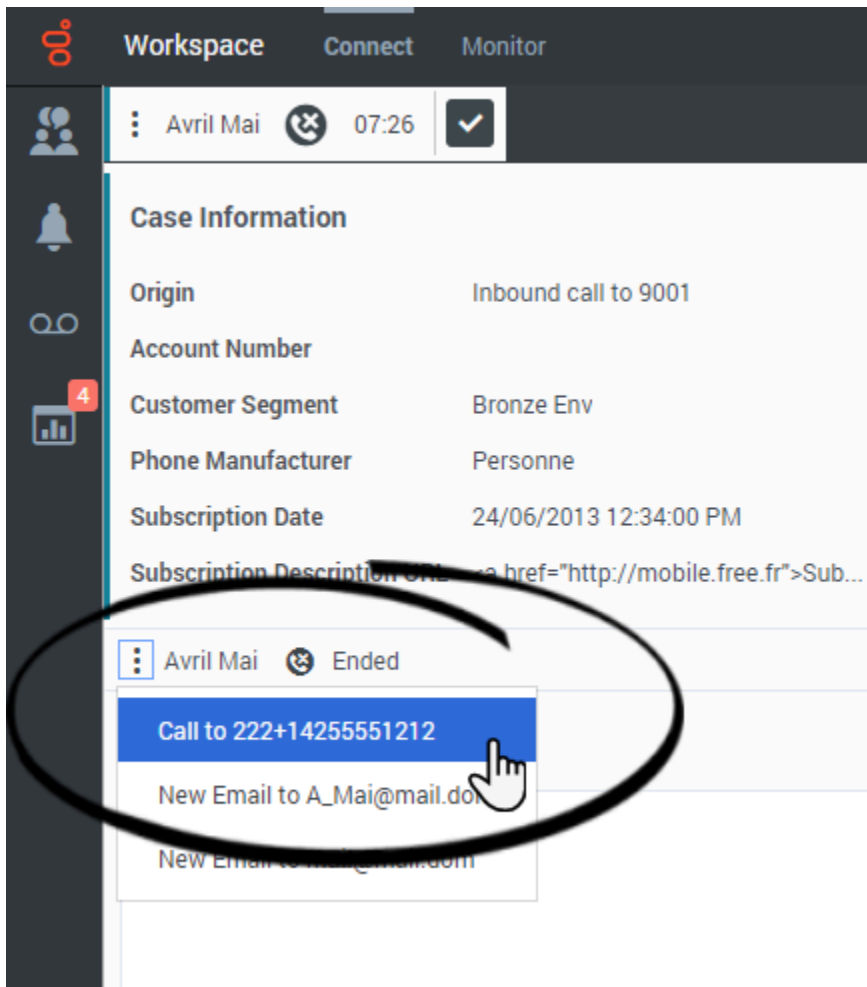 Workspace Connect Monitor
Avril Mai 07:26
Case Information
Origin Inbound call to 9001
Account Number
Customer Segment Bronze Env
4
Phone Manufacturer Personne
Subscription Date 24/06/2013 12:34:00 PM
Subscription Description URL <a href="http://mobile.free.fr">Sub...
Avril Mai Ended
Call to 222+14255551212
New Email to A_Mai@mail.dom
New Email to